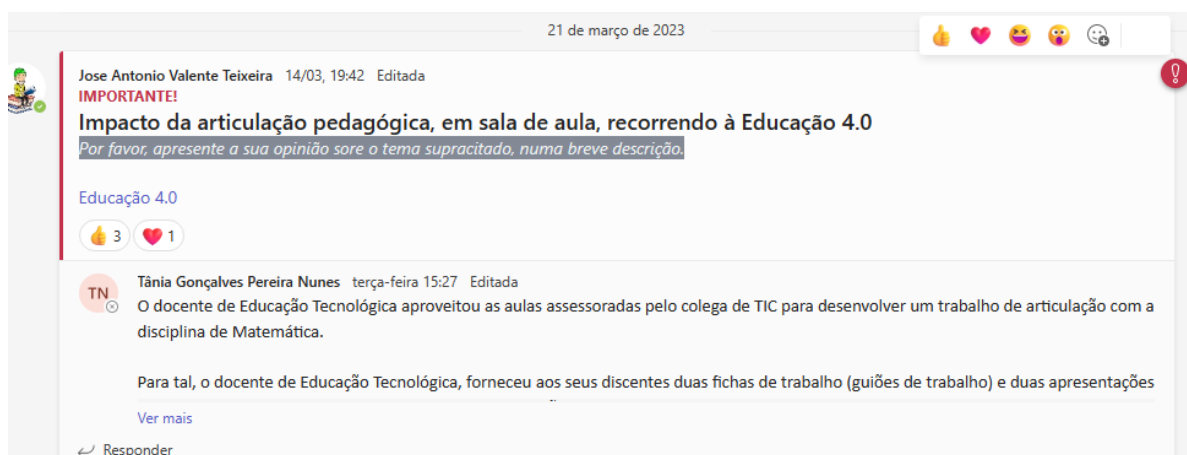 21 de março de 2023
Jose Antonio Valente Teixeira 14/03, 19:42 Editada
IMPORTANTE!
Impacto da articulação pedagógica, em sala de aula, recorrendo à Educação 4.0
Por favor, apresente a sua opinião sore o tema supracitado, numa breve descrição.
Educação 4.0
3 1
TN
Tânia Gonçalves Pereira Nunes terça-feira 15:27 Editada
O docente de Educação Tecnológica aproveitou as aulas assessoradas pelo colega de TIC para desenvolver um trabalho de articulação com a
disciplina de Matemática.
Para tal, o docente de Educação Tecnológica, forneceu aos seus discentes duas fichas de trabalho (guiões de trabalho) e duas apresentações
Ver mais
Responder